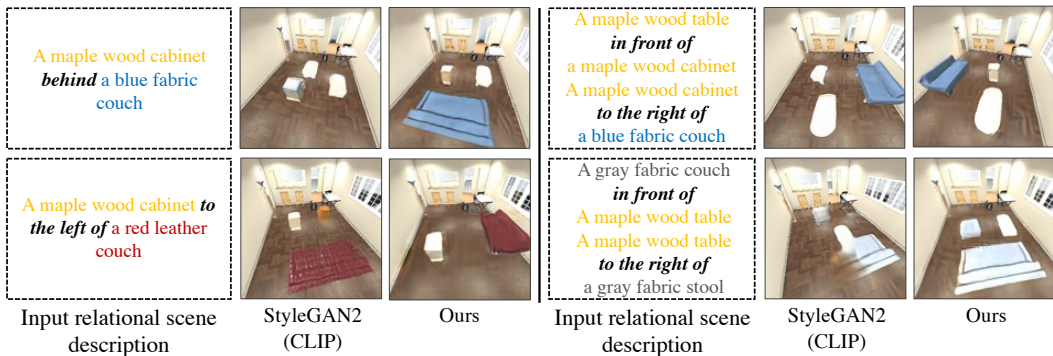 A maple wood cabinet
behind a blue fabric
couch
A maple wood cabinet to
the left of a red leather
couch
Input relational scene
description
StyleGAN2
(CLIP)
Ours
A maple wood table
in front of
a maple wood cabinet
A maple wood cabinet
to the right of
a blue fabric couch
A gray fabric couch
in front of
A maple wood table
A maple wood table
to the right of
a gray fabric stool
Input relational scene
description
StyleGAN2
(CLIP)
Ours